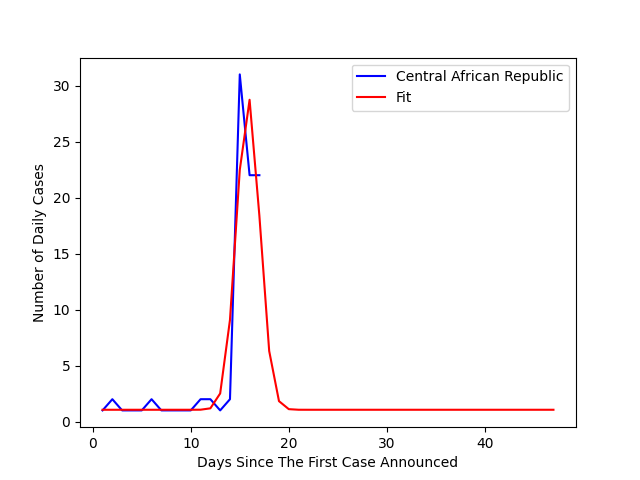 Central African Republic
Fit
Number of Daily Cases
30
25
20
15
10
5
0
0 10 20 30 40
Days Since The First Case Announced